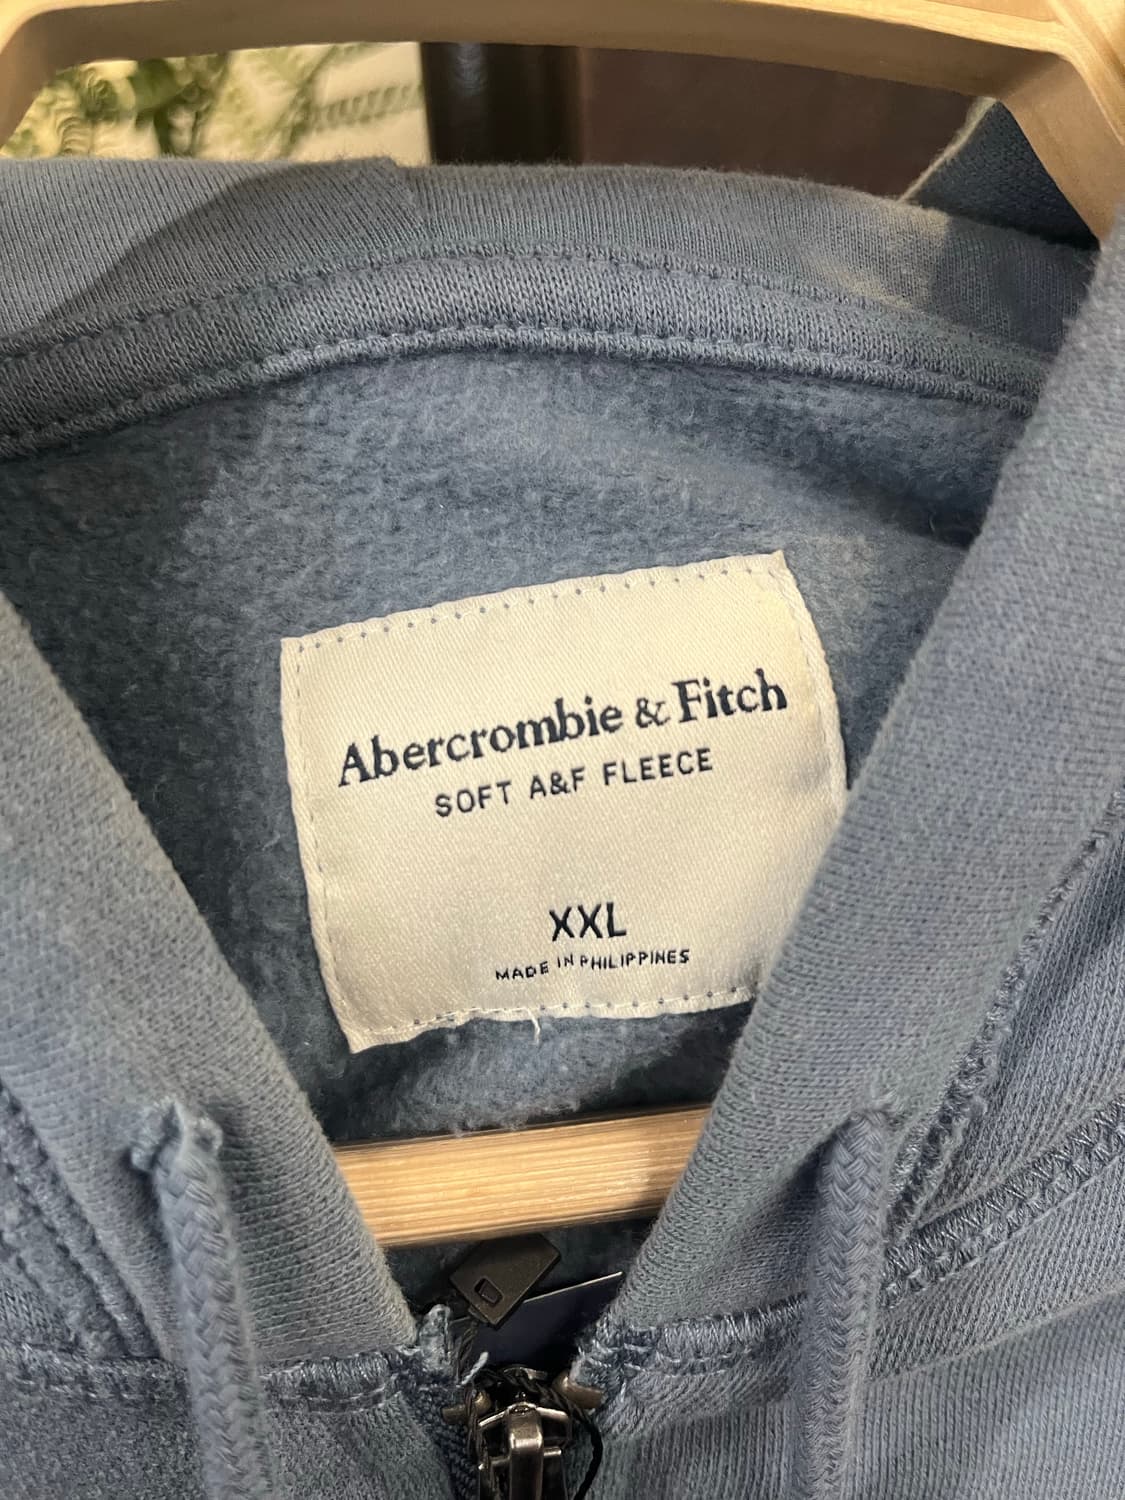 Abercrombie & Fitch
SOFT A&F FLEECE
XXL
MADE IN PHILIPPINES